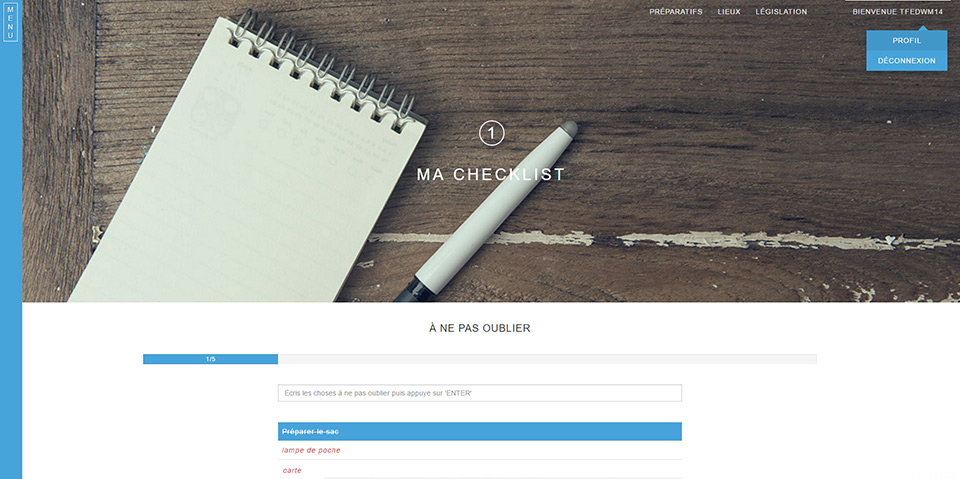 MENU
PRÉPARATIFS LIEUX LÉGISLATION BIENVENUE TFEDWM14
PROFIL
DÉCONNEXION
1
MA CHECKLIST
À NE PAS OUBLIER
1/5
Écris les choses à ne pas oublier puis appuye sur 'ENTER'
Préparer le sac
lampe de poche
carte